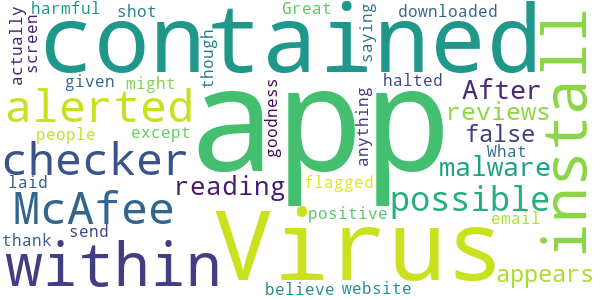 harmful shot Great downloaded
actually
screen
contained
though
saying
install
given might halted After
alerted
app
goodness
anything
reviews
people except false
checker
What
malware
laid reading flagged possible
McAfee
Virus
positive email
thank send
within
appears
believe website